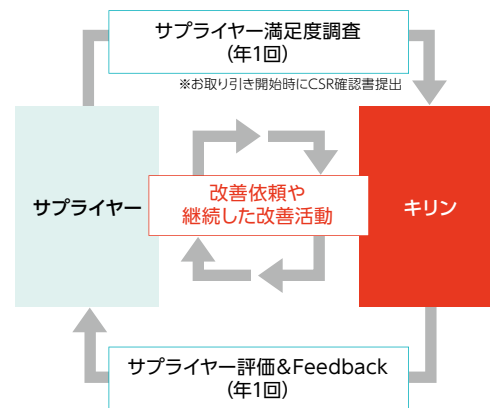 サプライヤー満足度調査
(年1回)
※お取り引き開始時にCSR確認書提出
サプライヤー
改善依頼や
継続した改善活動
キリン
サプライヤー評価&Feedback
(年1回)